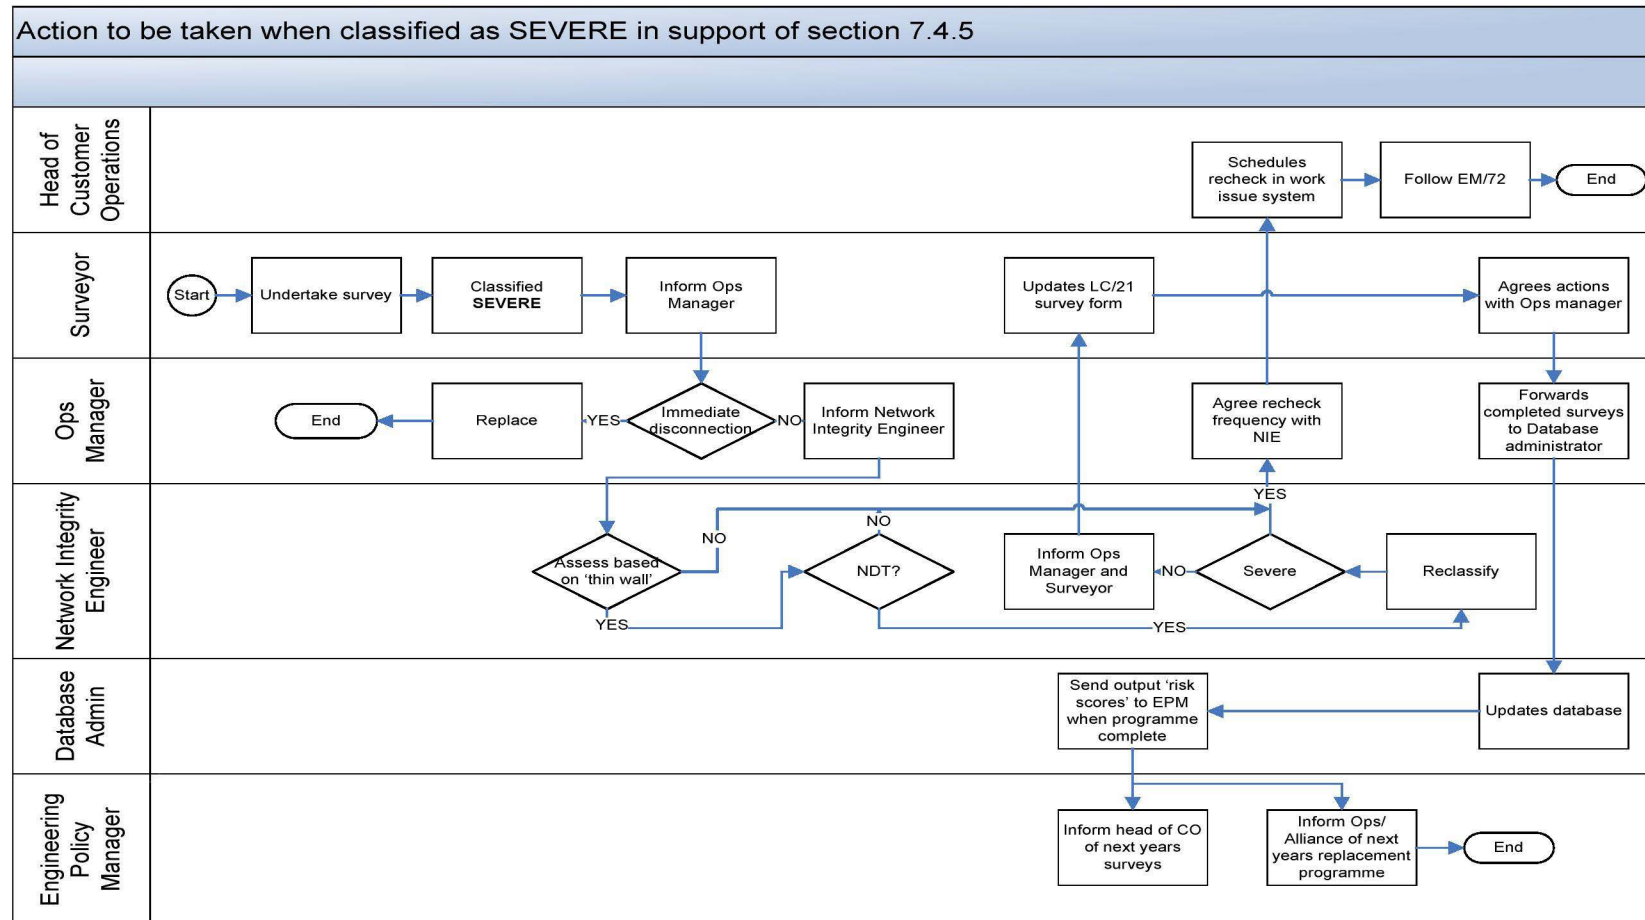 Action to be taken when classified as SEVERE in support of section 7.4.5
Head of
Customer
Operations
Schedules
recheck in work
issue system
Follow EM/72
End
Surveyor
Start
Undertake survey
Classified
SEVERE
Inform Ops
Manager
Updates LC/21
survey form
Agrees actions
with Ops manager
Ops
Manager
End
Replace
YES
Immediate
disconnection
NO
Inform Network
Integrity Engineer
Agree recheck
frequency with
NIE
Forwards
completed surveys
to Database
administrator
Network Integrity
Engineer
Assess based
on ‘thin wall’
NO
YES
NO
NDT?
YES
Inform Ops
Manager and
Surveyor
NO
YES
Severe
Reclassify
Database
Admin
Send output ‘risk
scores’ to EPM
when programme
complete
Updates database
Engineering
Policy
Manager
Inform head of CO
of next years
surveys
Inform Ops/
Alliance of next
years replacement
programme
End